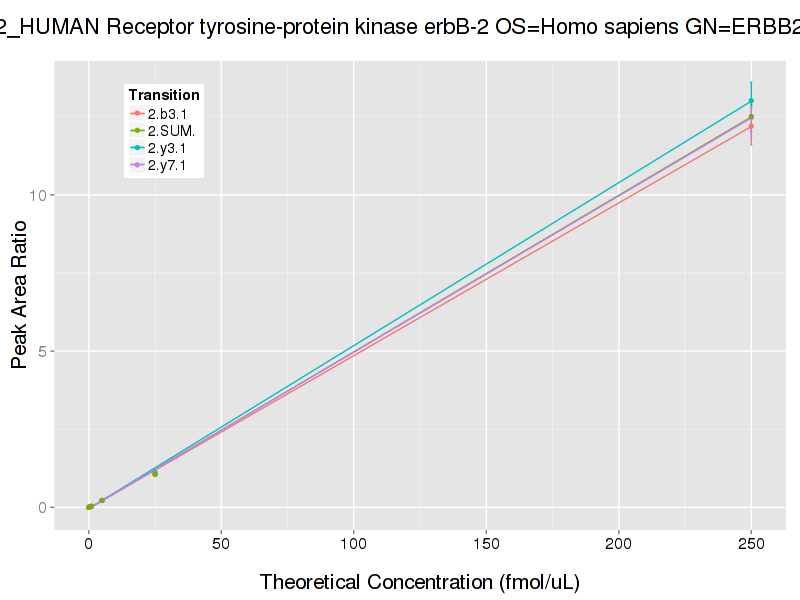 2_HUMAN Receptor tyrosine-protein kinase erbB-2 OS=Homo sapiens GN=ERBB2
Transition
2.b3.1
2.SUM.
2.y3.1
2.y7.1
10
5
0
Peak Area Ratio
0 50 100 150 200 250
Theoretical Concentration (fmol/uL)